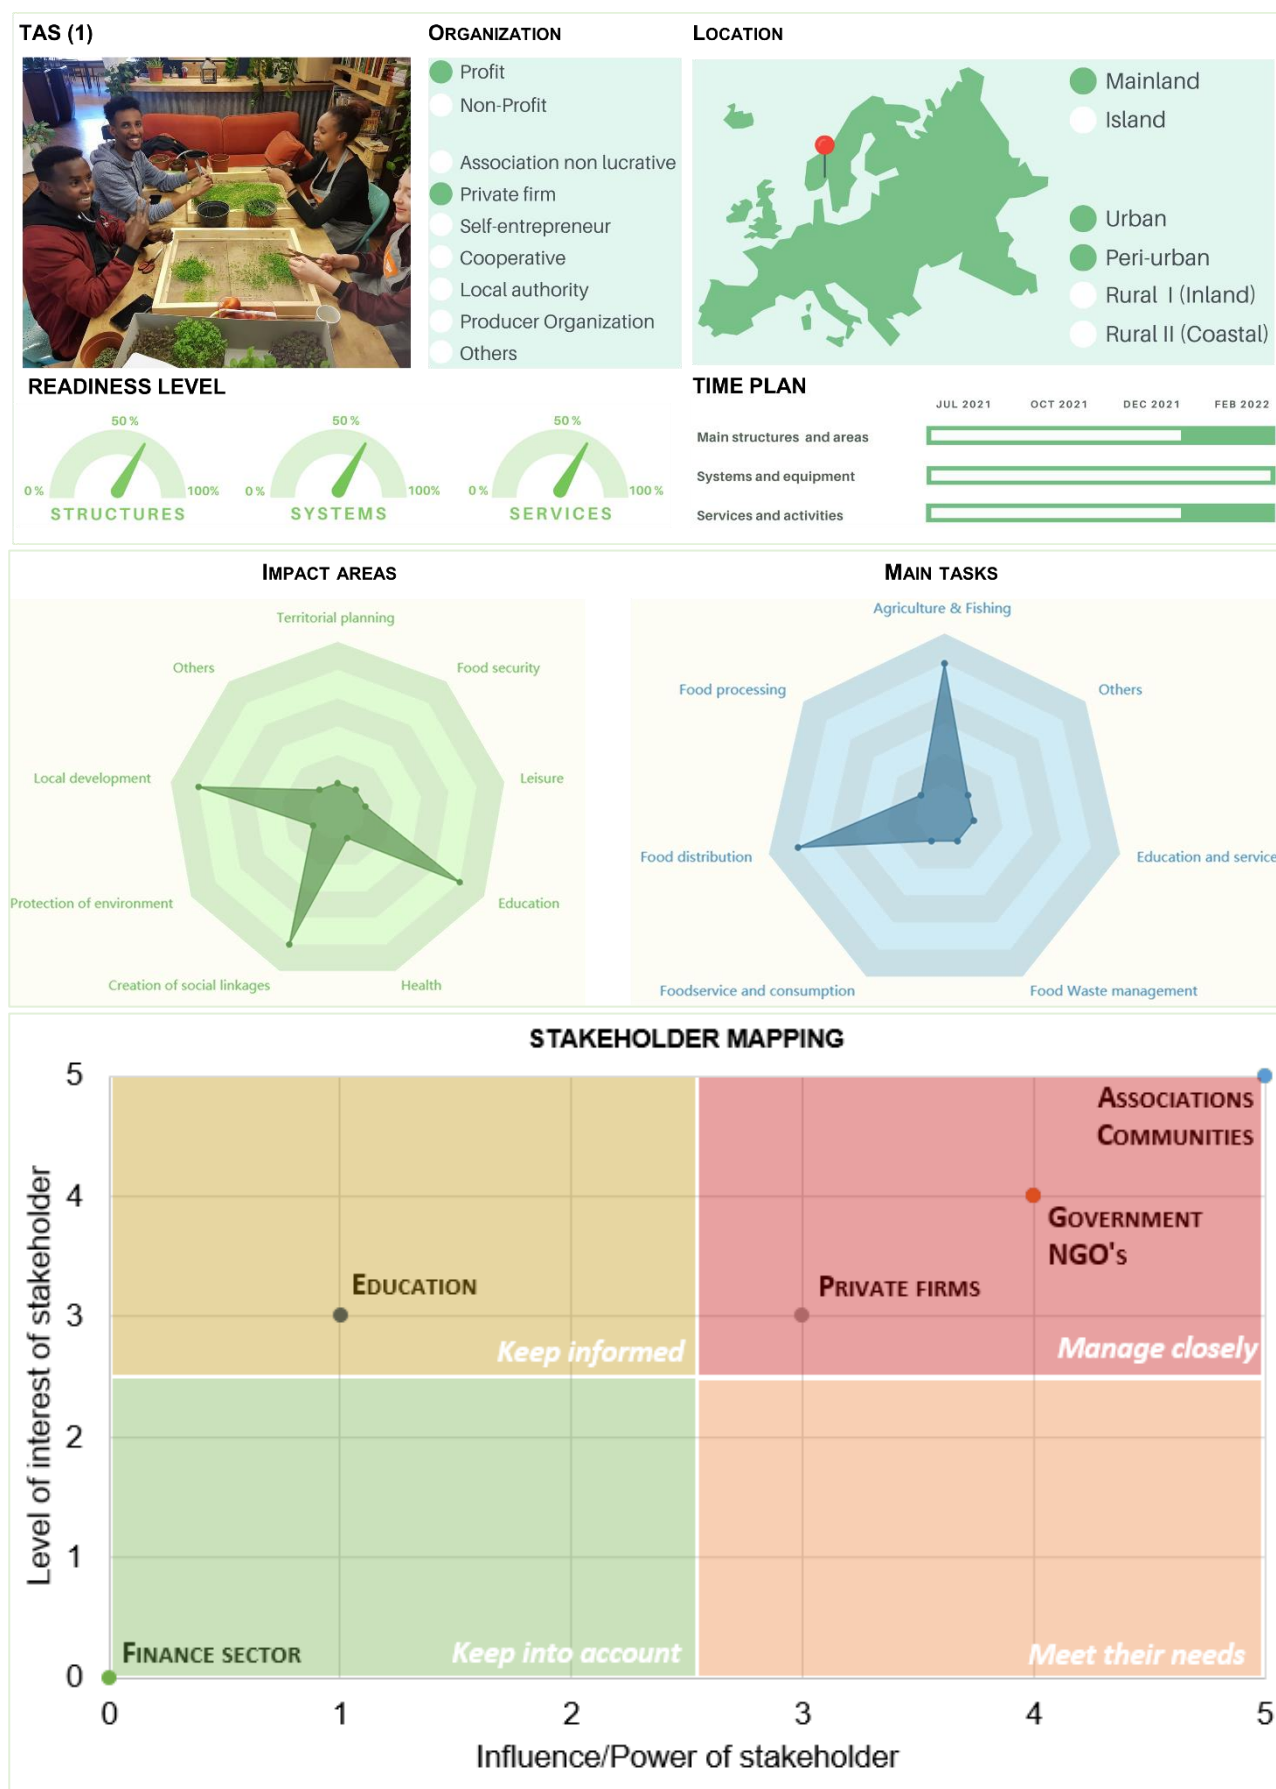 TAS (1)
ORGANIZATION
Profit
Non-Profit
Association non lucrative
Private firm
Self-entrepreneur
Cooperative
Local authority
Producer Organization
Others
LOCATION
Mainland
Island
Urban
Peri-urban
Rural I (Inland)
Rural II (Coastal)
READINESS LEVEL
50 %
0 %
100%
STRUCTURES
50 %
0 %
100%
SYSTEMS
50 %
0 %
100 %
SERVICES
TIME PLAN
JUL 2021 OCT 2021 DEC 2021 FEB 2022
Main structures and areas
Systems and equipment
Services and activities
IMPACT AREAS
Territorial planning
Others
Food security
Local development
Leisure
Protection of environment
Education
Creation of social linkages
Health
MAIN TASKS
Agriculture & Fishing
Food processing
Others
Food distribution
Education and service
Foodservice and consumption
Food Waste management
STAKEHOLDER MAPPING
Level of interest of stakeholder
5
4
3
2
1
0
ASSOCIATIONS
COMMUNITIES
GOVERNMENT
NGO'S
EDUCATION
PRIVATE FIRMS
Keep informed
Manage closely
FINANCE SECTOR
Keep into account
Meet their needs
0 1 2 3 4 5
Influence/Power of stakeholder